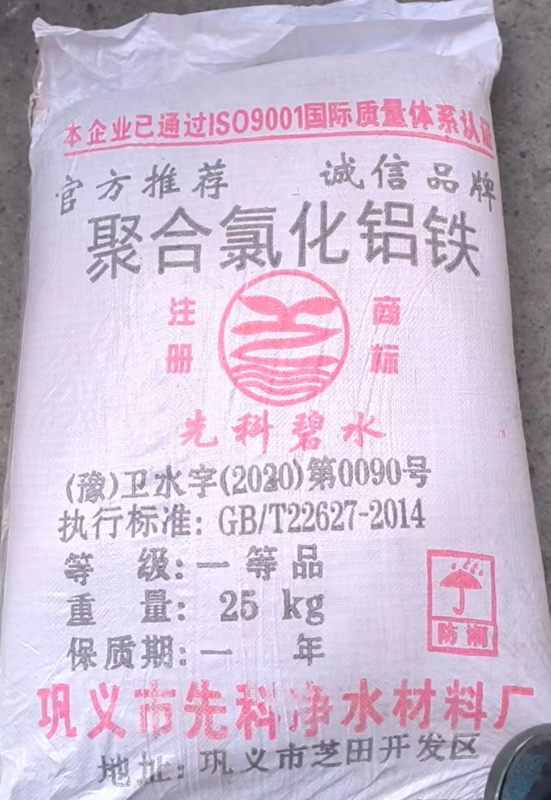 本企业已通过ISO9001国际质量体系认证
官方推荐 诚信品牌
聚合氯化铝铁
注册 商标
先科碧水
(豫)卫水字(2020)第0090号
执行标准: GB/T22627-2014
等 级: 一等品
重 量: 25 kg
保质期: 一 年
防潮
巩义市先科净水材料厂
地址: 巩义市芝田开发区